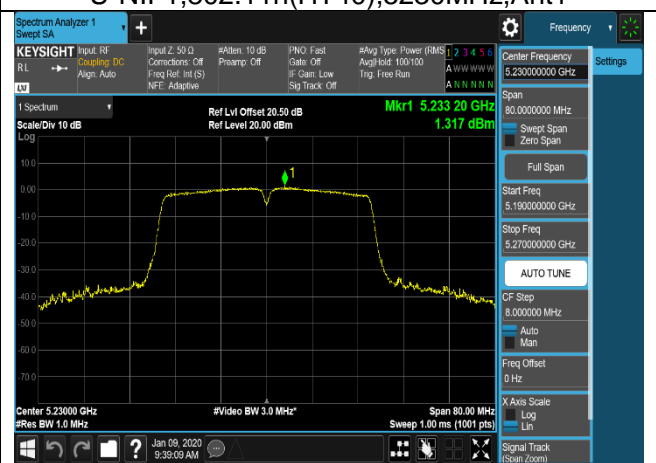 U-NII-1,802.11n(HT40),5230MHz,Ant1
Spectrum Analyzer 1
Swept SA
+
Frequency
KEYSIGHT
RL
LXI
Input: RF
Coupling: DC
Align: Auto
Input Z: 50 Ω
Corrections: Off
Freq Ref: Int (S)
NFE: Adaptive
#Atten: 10 dB
Preamp: Off
PNO: Fast
Gate: Off
IF Gain: Low
Sig Track: Off
#Avg Type: Power (RMS
Avg|Hold: 100/100
Trig: Free Run
1 2 3 4 5 6
A W W W W W
A N N N N N
1 Spectrum
Scale/Div 10 dB
Log
Ref Lvl Offset 20.50 dB
Ref Level 20.00 dBm
Mkr1 5.233 20 GHz
1.317 dBm
1
10.0
0.00
-10.0
-20.0
-30.0
-40.0
-50.0
-60.0
-70.0
Center 5.23000 GHz
#Res BW 1.0 MHz
#Video BW 3.0 MHz*
Span 80.00 MHz
Sweep 1.00 ms (1001 pts)
Center Frequency
5.230000000 GHz
Settings
Span
80.0000000 MHz
Swept Span
Zero Span
Full Span
Start Freq
5.190000000 GHz
Stop Freq
5.270000000 GHz
AUTO TUNE
CF Step
8.000000 MHz
Auto
Man
Freq Offset
0 Hz
X Axis Scale
Log
Lin
Signal Track
(Span Zoom)
?
Jan 09, 2020
9:39:09 AM